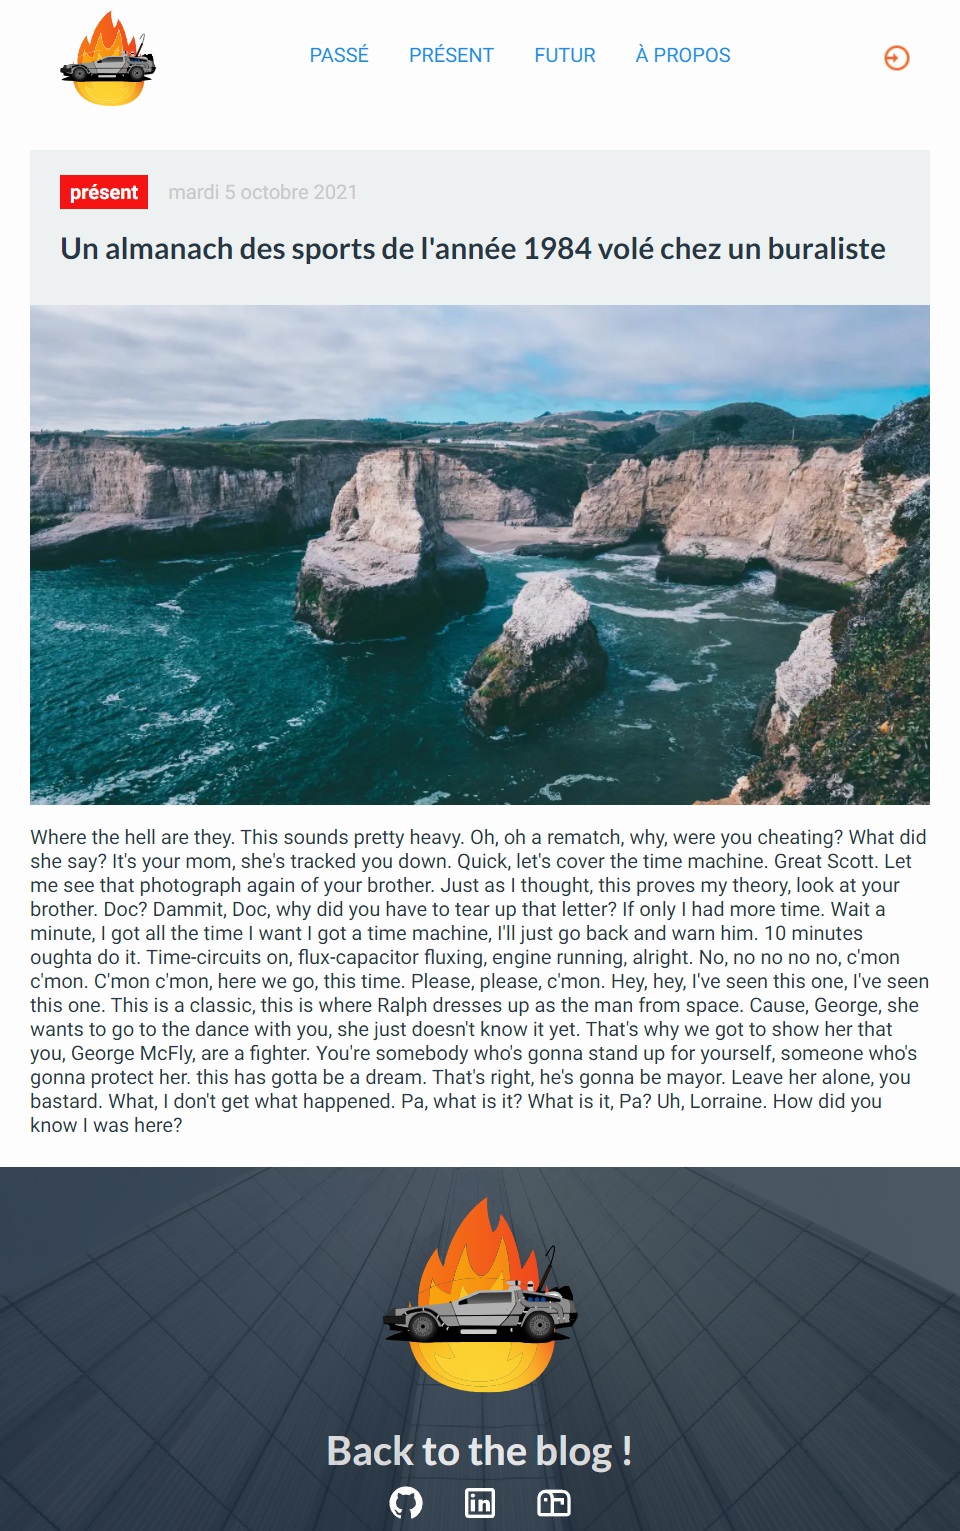 PASSÉ PRÉSENT FUTUR À PROPOS
présent mardi 5 octobre 2021
Un almanach des sports de l'année 1984 volé chez un buraliste
Where the hell are they. This sounds pretty heavy. Oh, oh a rematch, why, were you cheating? What did
she say? It's your mom, she's tracked you down. Quick, let's cover the time machine. Great Scott. Let
me see that photograph again of your brother. Just as I thought, this proves my theory, look at your
brother. Doc? Dammit, Doc, why did you have to tear up that letter? If only I had more time. Wait a
minute, I got all the time I want I got a time machine, I'll just go back and warn him. 10 minutes
oughta do it. Time-circuits on, flux-capacitor fluxing, engine running, alright. No, no no no no, c'mon
c'mon. C'mon c'mon, here we go, this time. Please, please, c'mon. Hey, hey, I've seen this one, I've seen
this one. This is a classic, this is where Ralph dresses up as the man from space. Cause, George, she
wants to go to the dance with you, she just doesn't know it yet. That's why we got to show her that
you, George McFly, are a fighter. You're somebody who's gonna stand up for yourself, someone who's
gonna protect her. this has gotta be a dream. That's right, he's gonna be mayor. Leave her alone, you
bastard. What, I don't get what happened. Pa, what is it? What is it, Pa? Uh, Lorraine. How did you
know I was here?
Back to the blog !
in